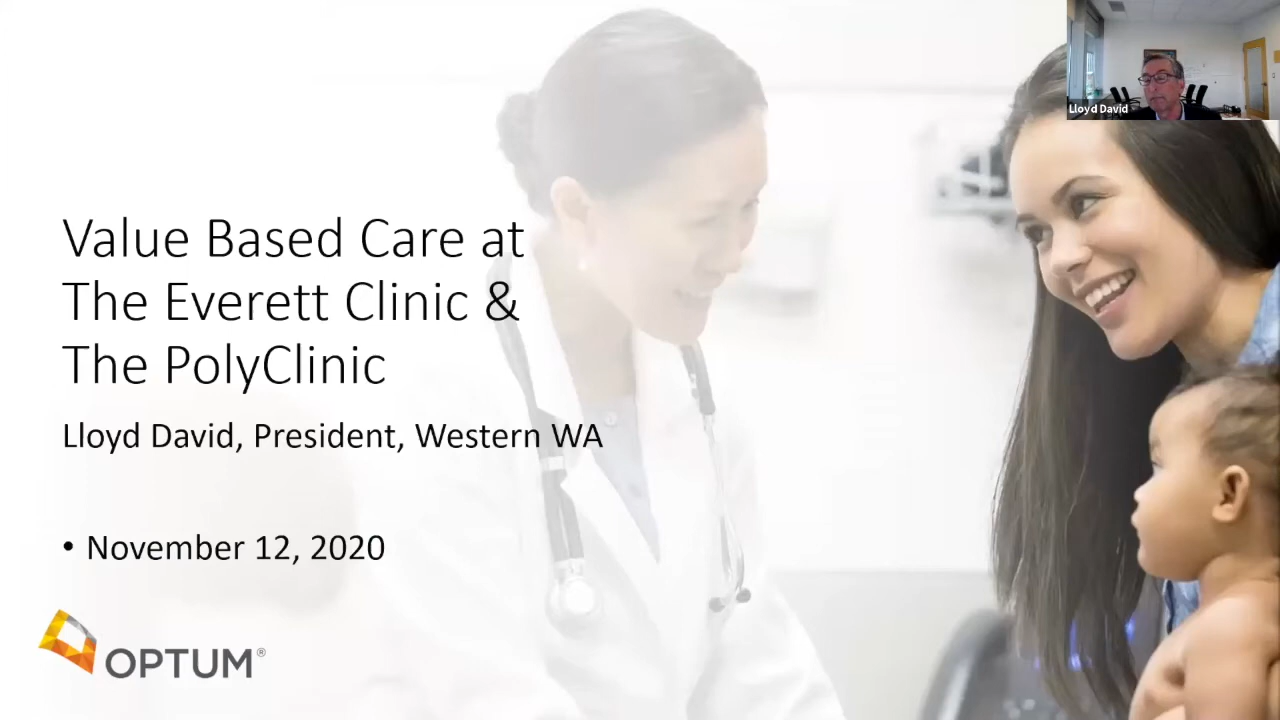 Lloyd David
Value Based Care at
The Everett Clinic &
The PolyClinic
Lloyd David, President, Western WA
• November 12, 2020
OPTUM®